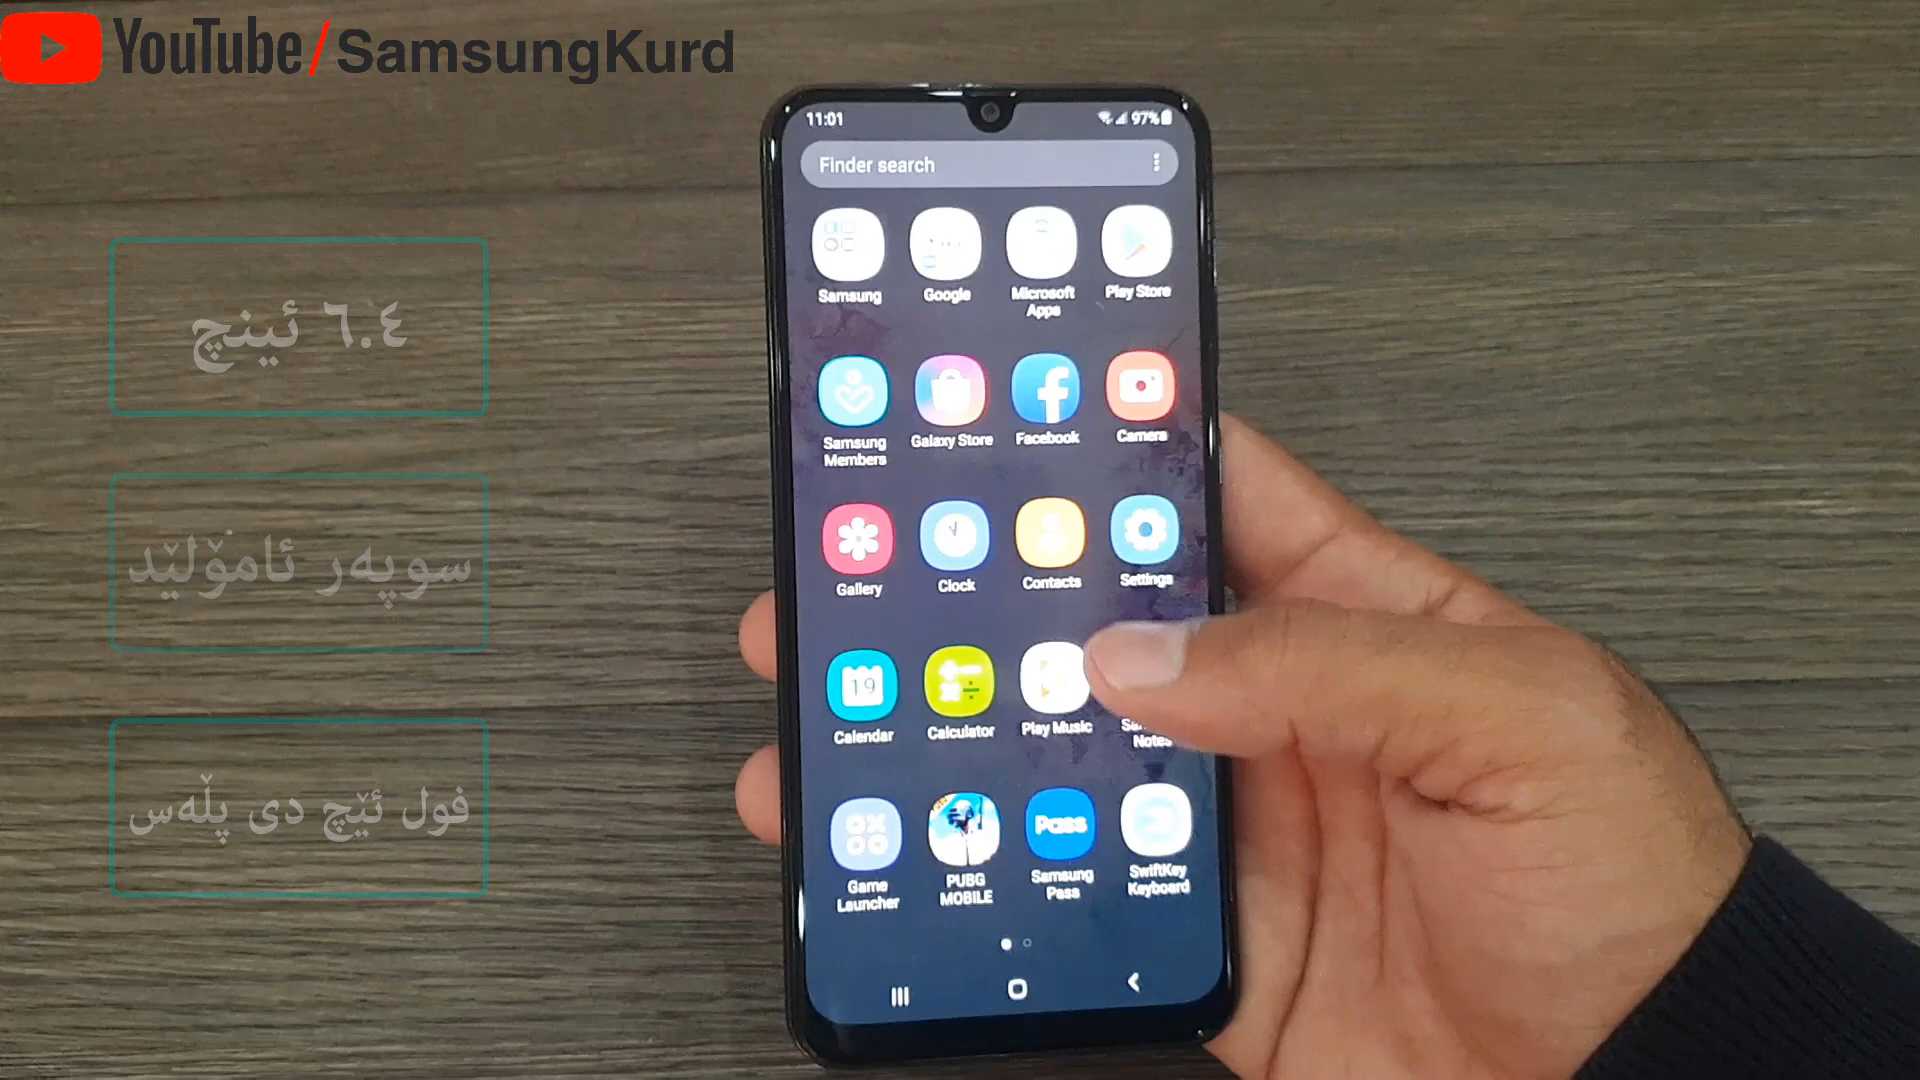 YouTube/SamsungKurd
٦.٤ ئینچ
سوپەر ئامۆلێد
فول ئێچ دی پڵەس
11:01
97%
Finder search
Samsung
Google
Microsoft
Apps
Play Store
Samsung
Members
Galaxy Store
Facebook
Camera
Gallery
Clock
Contacts
Settings
19
Calendar
Calculator
Play Music
Notes
Game
Launcher
PUBG
MOBILE
Pass
Samsung
Pass
SwiftKey
Keyboard